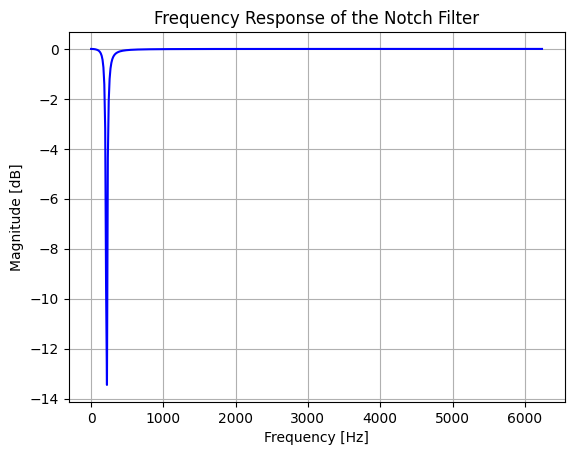 Frequency Response of the Notch Filter
0
−2
−4
−6
−8
−10
−12
−14
Magnitude [dB]
0 1000 2000 3000 4000 5000 6000
Frequency [Hz]